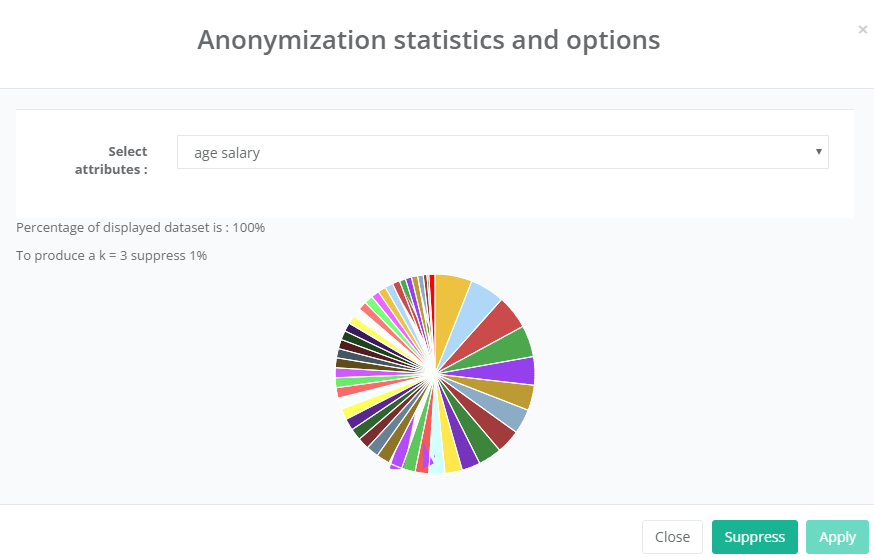 Anonymization statistics and options
×
Select
attributes :
age salary
Percentage of displayed dataset is : 100%
To produce a k = 3 suppress 1%
Close
Suppress
Apply